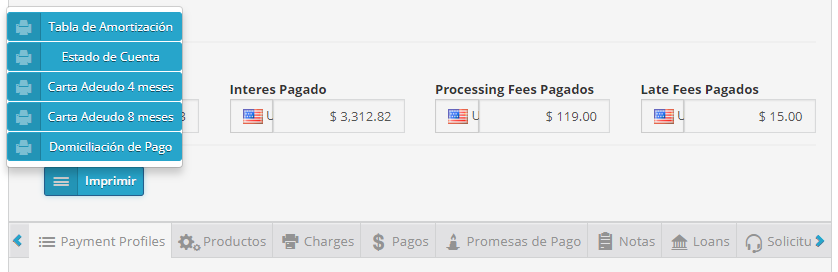 Tabla de Amortización
Estado de Cuenta
Carta Adeudo 4 meses
Carta Adeudo 8 meses
Domiciliación de Pago
Interes Pagado
Processing Fees Pagados
Late Fees Pagados
$ 3,312.82
$ 119.00
$ 15.00
Imprimir
Payment Profiles
Productos
Charges
Pagos
Promesas de Pago
Notas
Loans
Solicitu